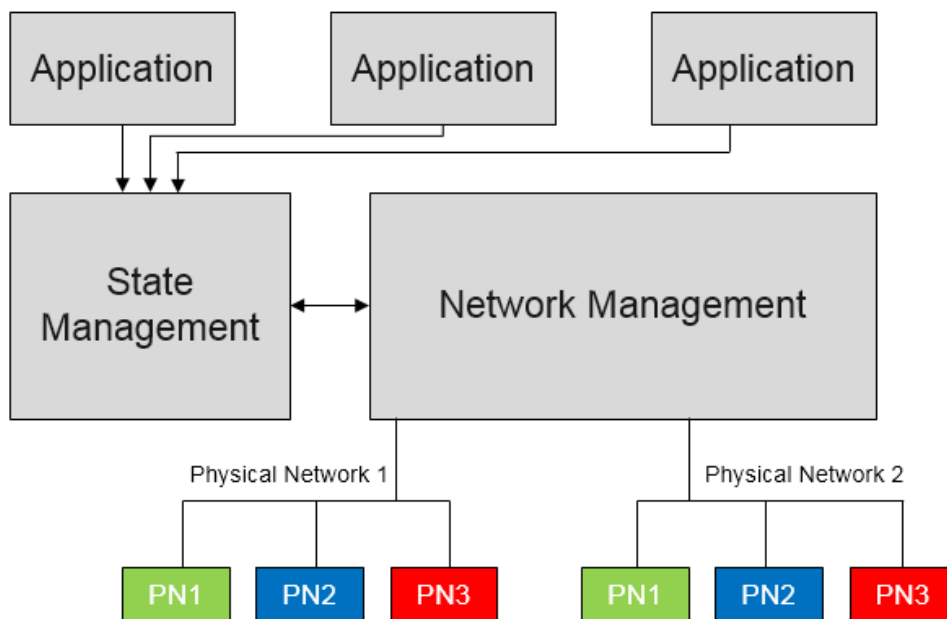 Application
Application
Application
State
Management
Network Management
Physical Network 1
Physical Network 2
PN1
PN2
PN3
PN1
PN2
PN3